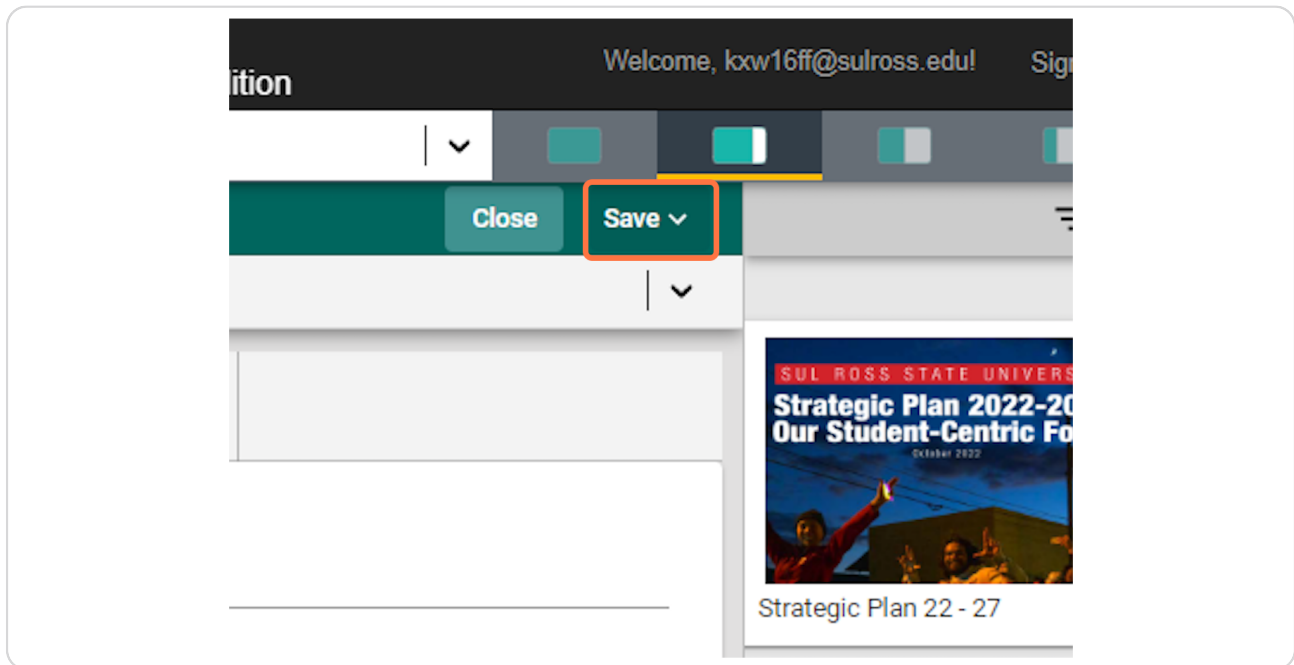 Welcome, kxw16ff@sulross.edu! Sig
ition
Close Save
SUL ROSS STATE UNIVERS
Strategic Plan 2022-20
Our Student-Centric Fo
October 2022
Strategic Plan 22 - 27